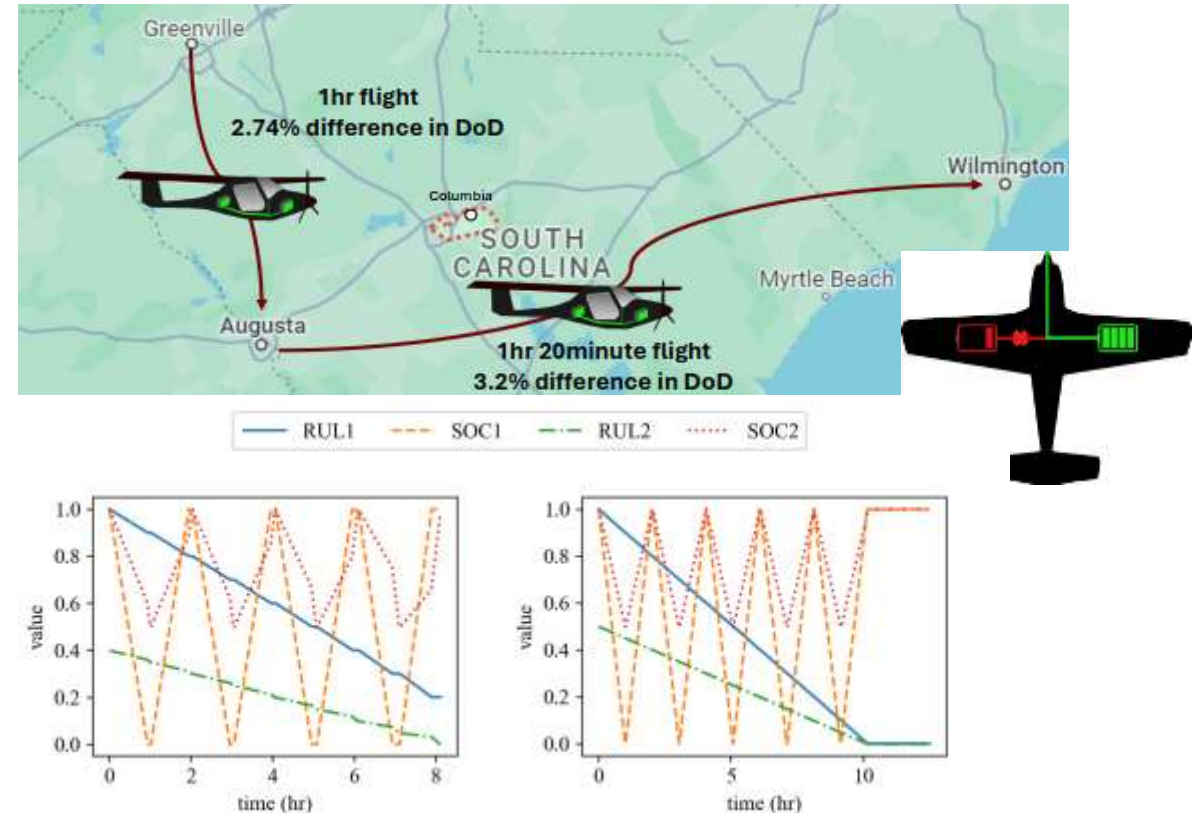 Greenville
1hr flight
2.74% difference in DoD
Wilmington
Columbia
SOUTH
CAROLINA
Myrtle Beach
Augusta
1hr 20minute flight
3.2% difference in DoD
RUL1 SOC1 RUL2 SOC2
1.0
0.8
0.6
0.4
0.2
0.0
value
0 2 4 6 8
time (hr)
1.0
0.8
0.6
0.4
0.2
0.0
value
0 5 10
time (hr)